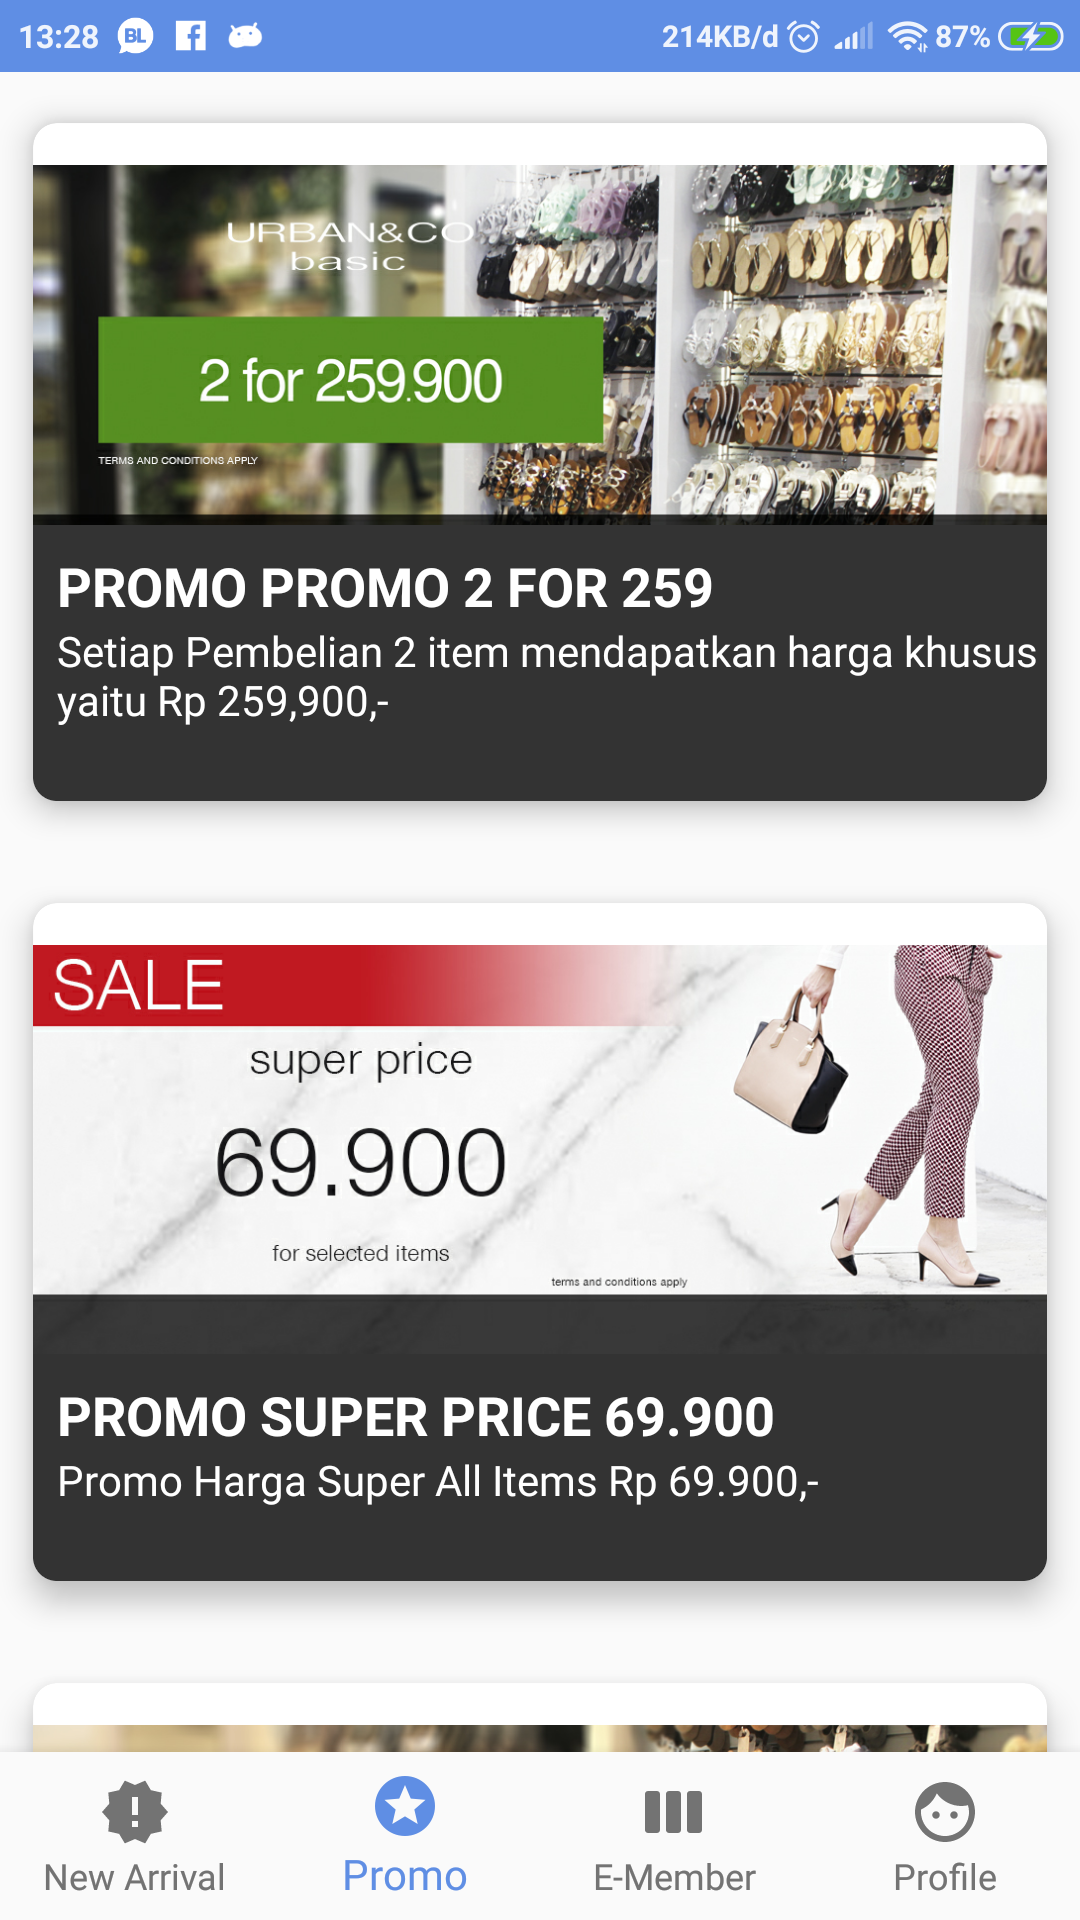 13:28 BL 214KB/d 87%
URBAN&CO
basic
2 for 259.900
TERMS AND CONDITIONS APPLY
PROMO PROMO 2 FOR 259
Setiap Pembelian 2 item mendapatkan harga khusus
yaitu Rp 259,900,-
SALE
super price
69.900
for selected items
terms and conditions apply
PROMO SUPER PRICE 69.900
Promo Harga Super All Items Rp 69.900,-
New Arrival Promo E-Member Profile